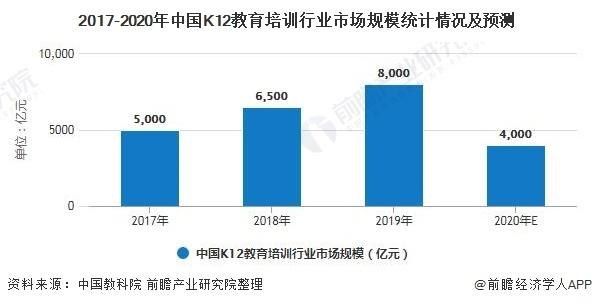 2017-2020年中国K12教育培训行业市场规模统计情况及预测
10,000
8,000
6,500
5,000
4,000
5000
0
单位：亿元
2017年
2018年
2019年
2020年E
中国K12教育培训行业市场规模（亿元）
资料来源：中国教科院 前瞻产业研究院整理
@前瞻经济学人APP